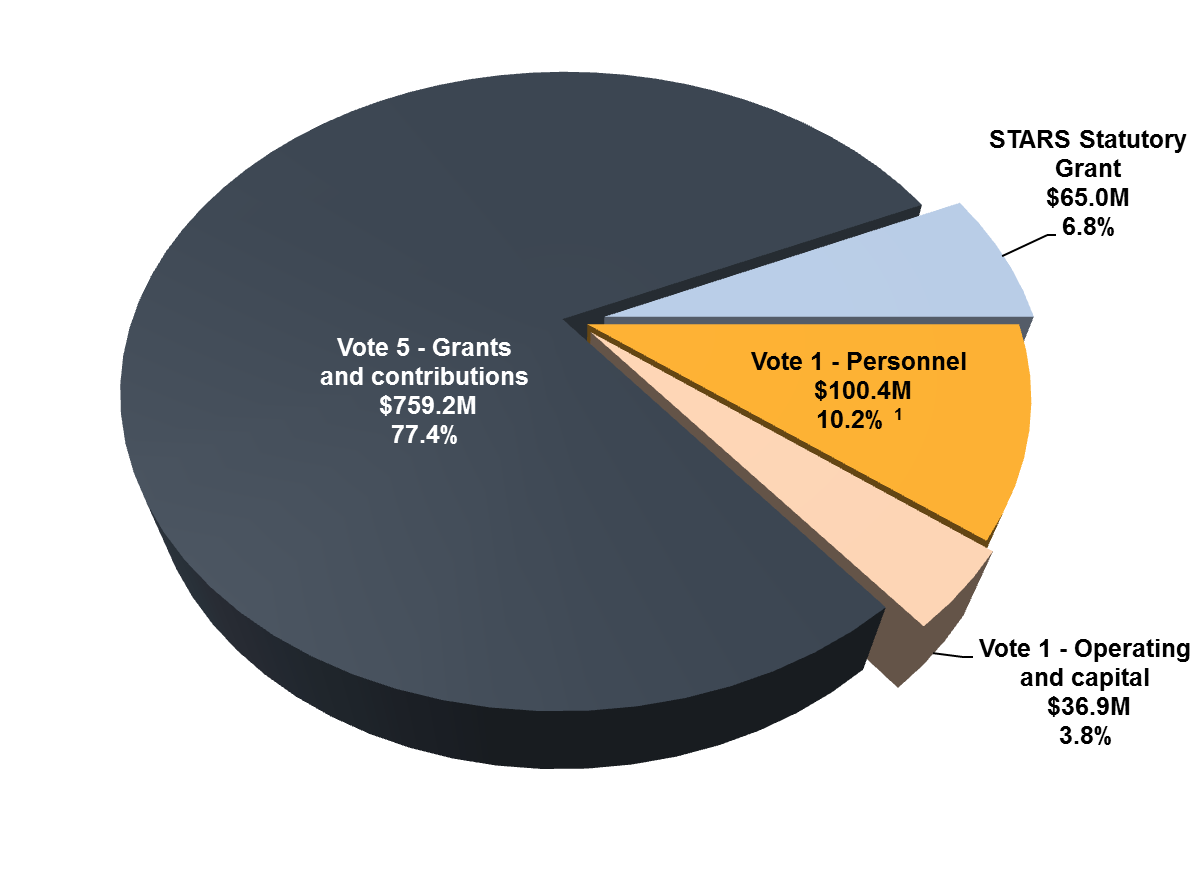 STARS Statutory
Grant
$65.0M
6.8%
Vote 5 - Grants
and contributions
$759.2M
77.4%
Vote 1 - Personnel
$100.4M
10.2% 1
Vote 1 - Operating
and capital
$36.9M
3.8%